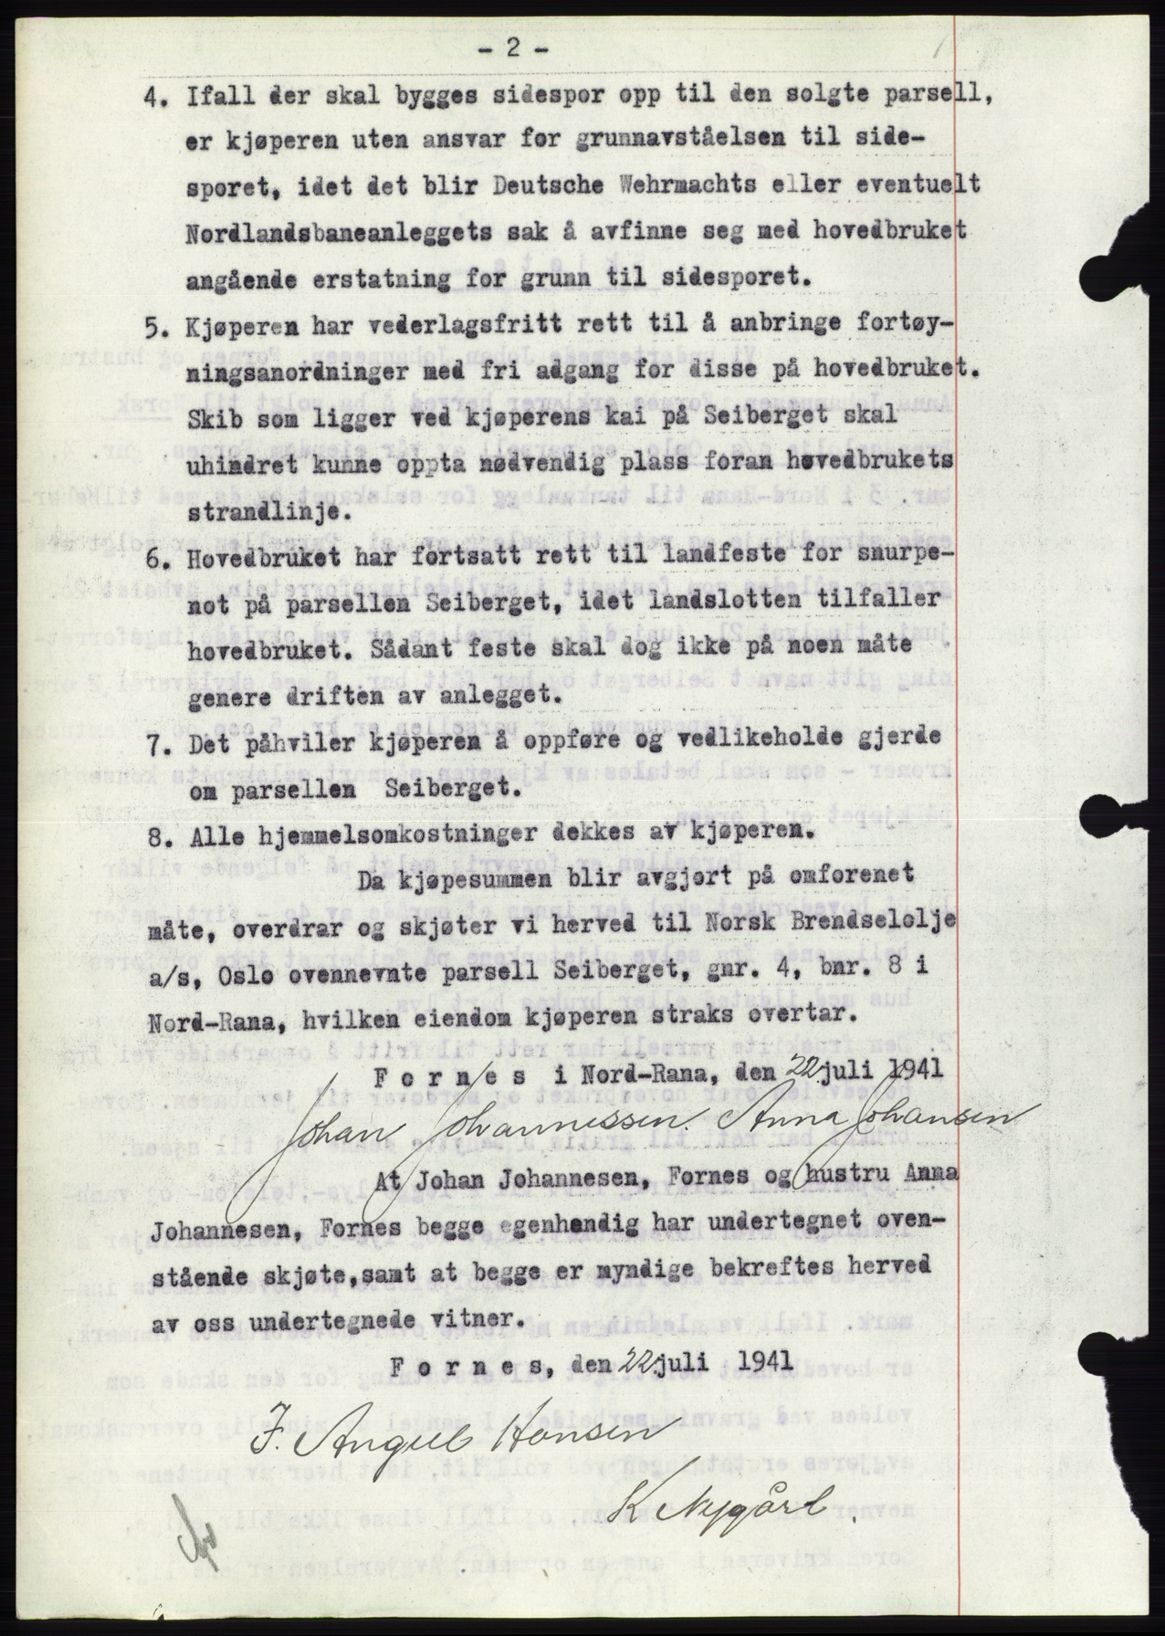 - 2 -
4. Ifall der skal bygges sidespor opp til den solgte parsell,
er kjøperen uten ansvar for grunnavståelsen til side-
sporet, idet det blir Deutsche Wehrmachts eller eventuelt
Nordlandsbaneanleggets sak å avfinne seg med hovedbruket
angående erstatning for grunn til sidesporet.
5. Kjøperen har vederlagsfritt rett til å anbringe fortøy-
ningsanordninger med fri adgang for disse på hovedbruket.
Skib som ligger ved kjøperens kai på Seiberget skal
uhindret kunne oppta nødvendig plass foran hovedbrukets
strandlinje.
6. Hovedbruket har fortsatt rett til landfeste for snurpe-
not på parsellen Seiberget, idet landslotten tilfaller
hovedbruket. Sådant feste skal dog ikke på noen måte
genere driften av anlegget.
7. Det påhviler kjøperen å oppføre og vedlikeholde gjerde
om parsellen Seiberget.
8. Alle hjemmelsomkostninger dekkes av kjøperen.
Da kjøpesummen blir avgjort på omforenet
måte, overdrar og skjøter vi herved til Norsk Brendselolje
a/s, Oslo ovennevnte parsell Seiberget, gnr. 4, bnr. 8 i
Nord-Rana, hvilken eiendom kjøperen straks overtar.
F o r n e s i Nord-Rana, den 22. juli 1941
Johan Johannessen. Anna Johansen
At Johan Johannesen, Fornes og hustru Anna
Johannesen, Fornes begge egenhendig har undertegnet oven-
stående skjøte, samt at begge er myndige bekreftes herved
av oss undertegnede vitner.
F o r n e s, den 22. juli 1941
J. Angell Hansen
K Nygård.